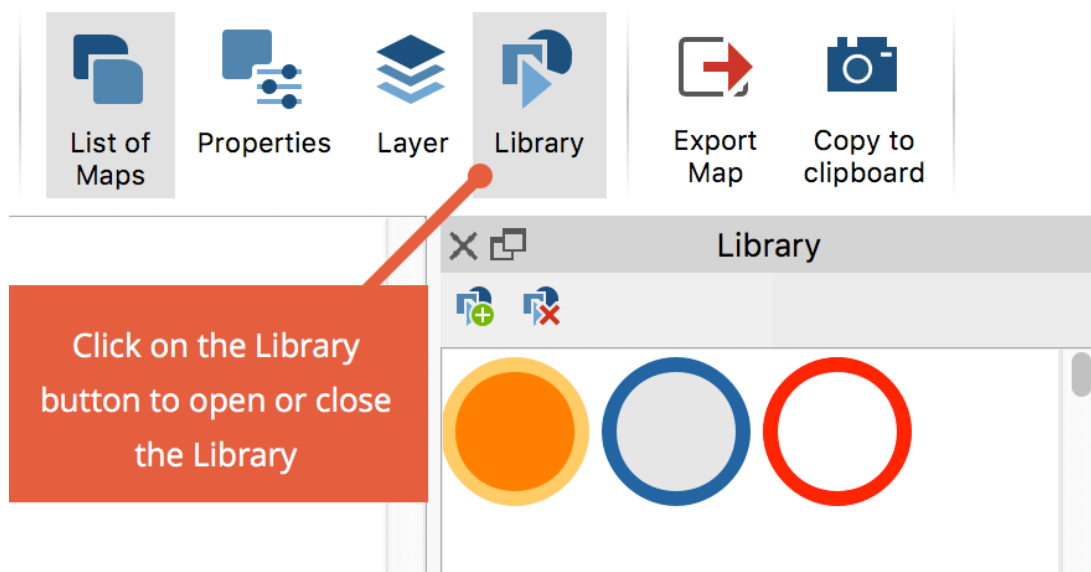 List of
Maps
Properties
Layer
Library
Export
Map
Copy to
clipboard
Library
Click on the Library
button to open or close
the Library